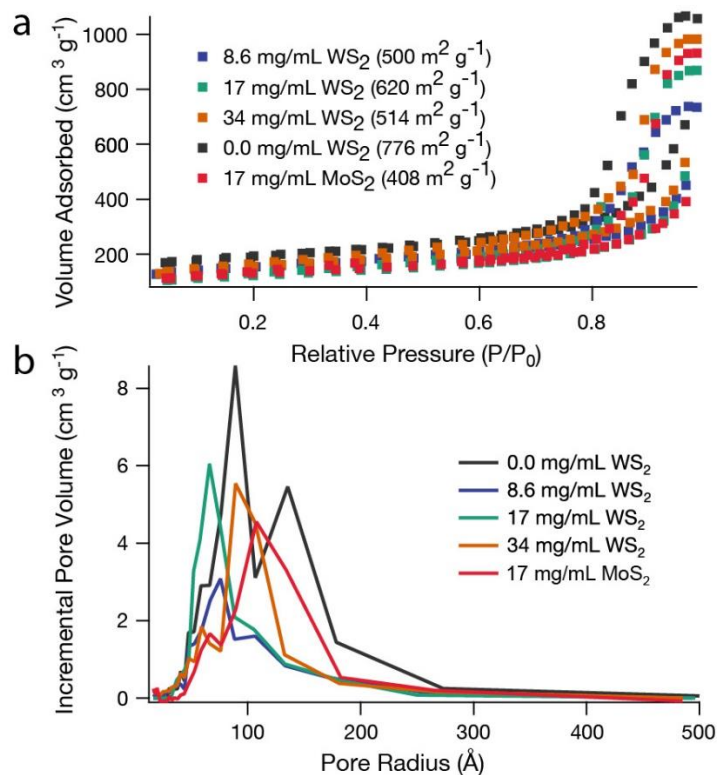 a
Volume Adsorbed (cm³ g⁻¹)
1000
800
600
400
200
8.6 mg/mL WS₂ (500 m² g⁻¹)
17 mg/mL WS₂ (620 m² g⁻¹)
34 mg/mL WS₂ (514 m² g⁻¹)
0.0 mg/mL WS₂ (776 m² g⁻¹)
17 mg/mL MoS₂ (408 m² g⁻¹)
0.2 0.4 0.6 0.8
Relative Pressure (P/P₀)
b
Incremental Pore Volume (cm³ g⁻¹)
8
6
4
2
0
0.0 mg/mL WS₂
8.6 mg/mL WS₂
17 mg/mL WS₂
34 mg/mL WS₂
17 mg/mL MoS₂
100 200 300 400 500
Pore Radius (Å)